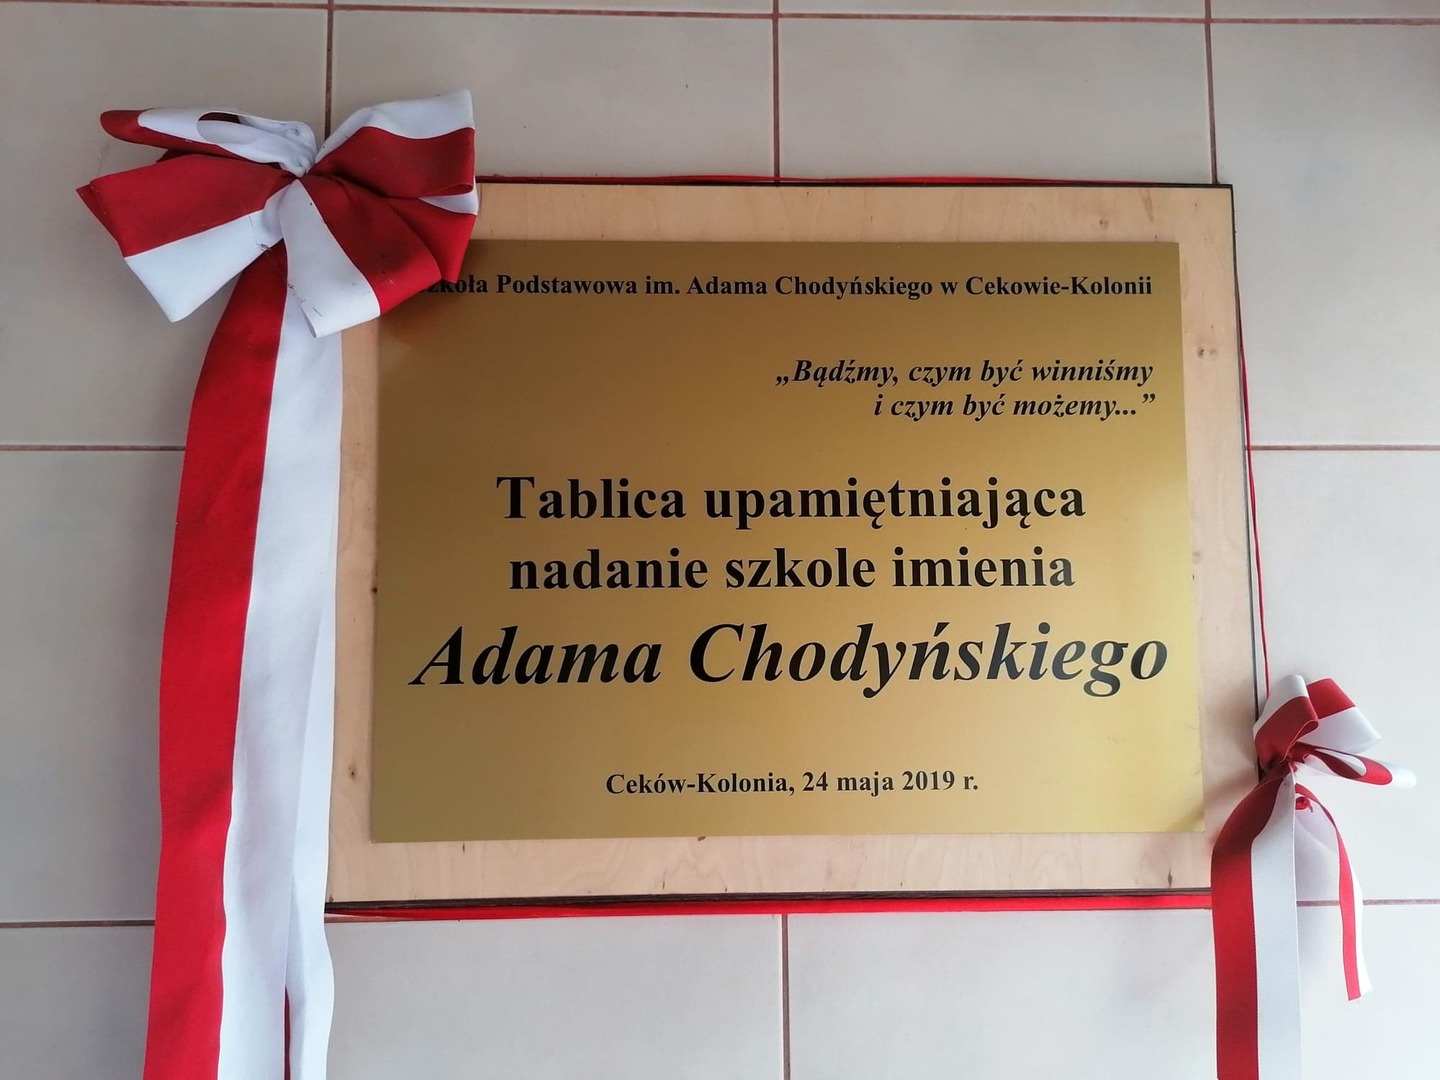 Szkoła Podstawowa im. Adama Chodyńskiego w Cekowie-Kolonii
„Bądźmy, czym być winniśmy
i czym być możemy...”
Tablica upamiętniająca
nadanie szkole imienia
Adama Chodyńskiego
Ceków-Kolonia, 24 maja 2019 r.